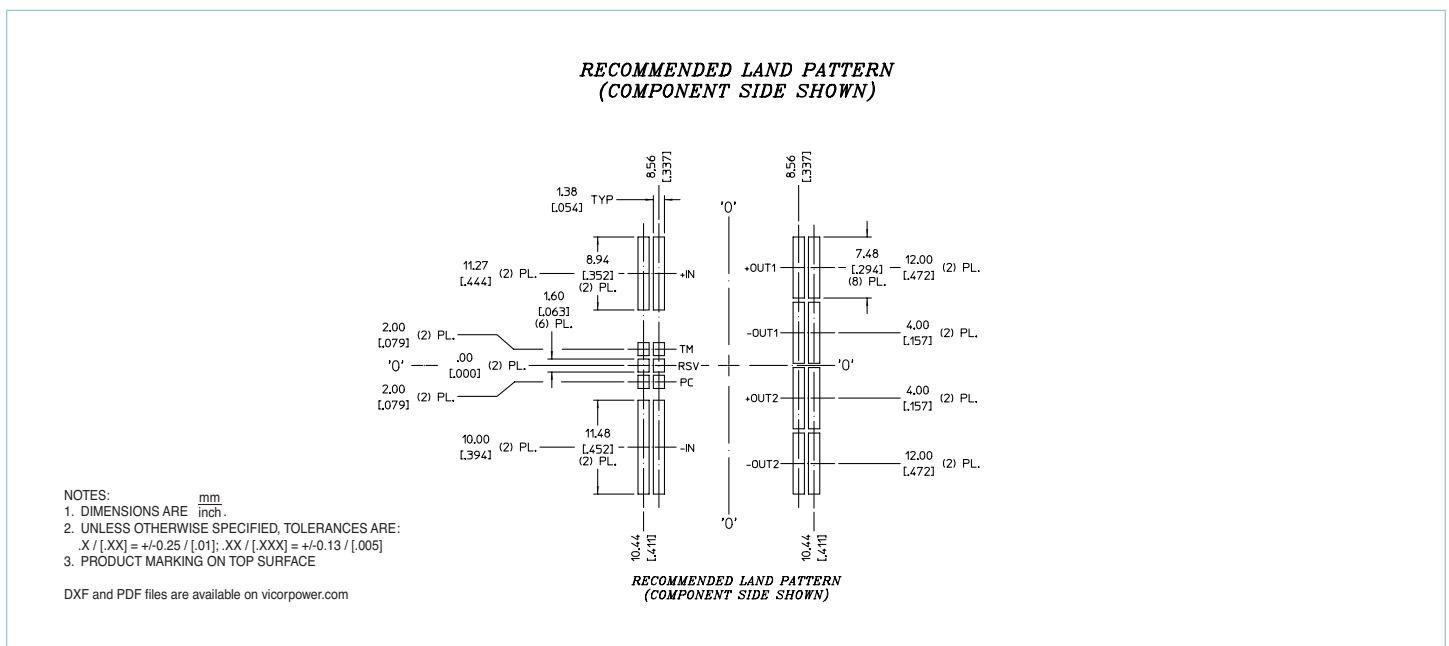 RECOMMENDED LAND PATTERN
(COMPONENT SIDE SHOWN)
8.56
[.337]
8.56
[.337]
1.38
[.054]
TYP
'0'
11.27
[.444]
(2) PL.
8.94
[.352]
(2) PL.
+IN
+OUT1
7.48
[.294]
(8) PL.
12.00
[.472]
(2) PL.
1.60
[.063]
(6) PL.
2.00
[.079]
(2) PL.
TM
-OUT1
4.00
[.157]
(2) PL.
'0'
.00
[.000]
(2) PL.
RSV
'0'
2.00
[.079]
(2) PL.
PC
+OUT2
4.00
[.157]
(2) PL.
10.00
[.394]
(2) PL.
11.48
[.452]
(2) PL.
-IN
-OUT2
12.00
[.472]
(2) PL.
'0'
10.44
[.411]
10.44
[.411]
RECOMMENDED LAND PATTERN
(COMPONENT SIDE SHOWN)
NOTES:
1. DIMENSIONS ARE mm
inch.
2. UNLESS OTHERWISE SPECIFIED, TOLERANCES ARE:
.X / [.XX] = +/-0.25 / [.01]; .XX / [.XXX] = +/-0.13 / [.005]
3. PRODUCT MARKING ON TOP SURFACE
DXF and PDF files are available on vicorpower.com